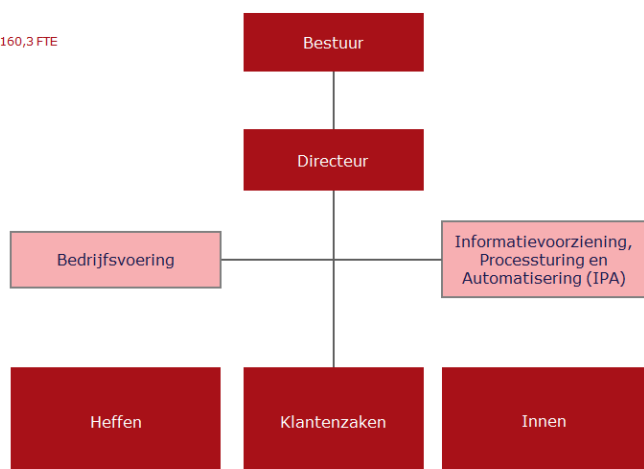 160,3 FTE
Bestuur
Directeur
Bedrijfsvoering
Informatievoorziening,
Processturing en
Automatisering (IPA)
Heffen
Klantenzaken
Innen